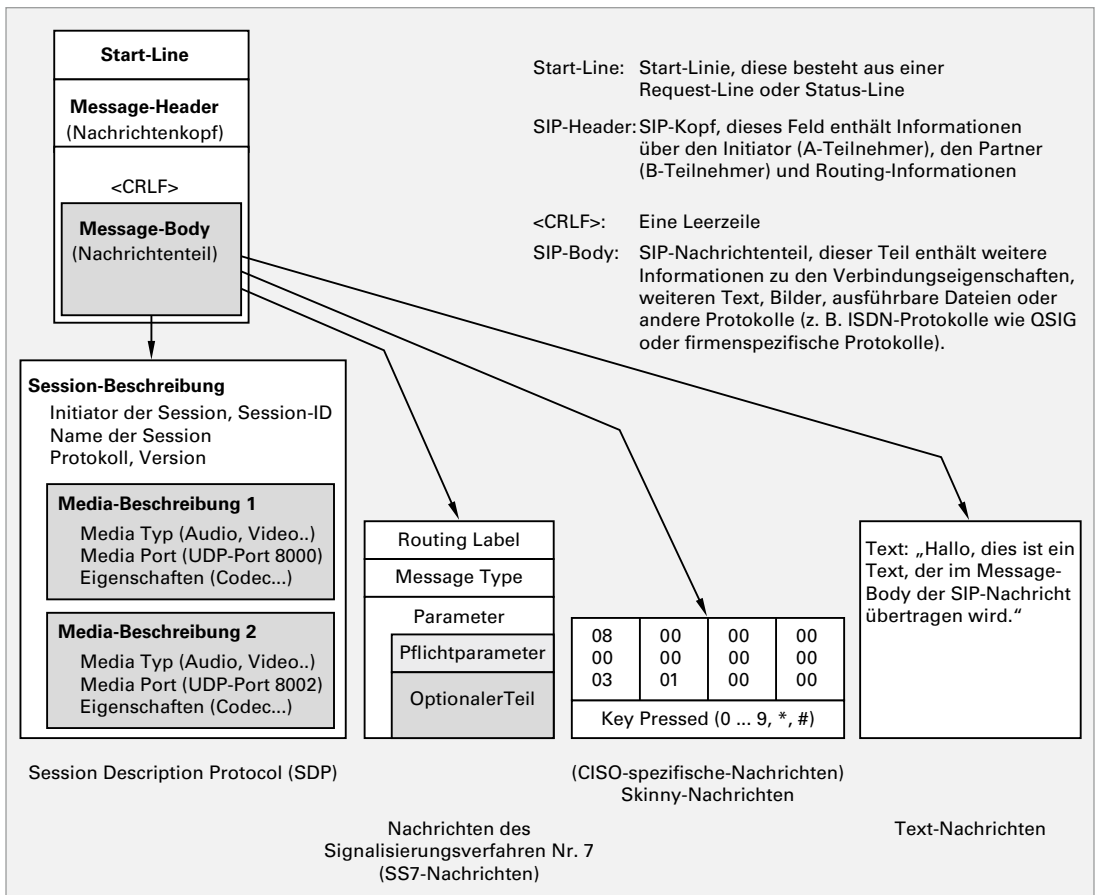 Start-Line
Message-Header
(Nachrichtenkopf)
<CRLF>
Message-Body
(Nachrichtenteil)
Start-Line: Start-Linie, diese besteht aus einer
Request-Line oder Status-Line
SIP-Header: SIP-Kopf, dieses Feld enthält Informationen
über den Initiator (A-Teilnehmer), den Partner
(B-Teilnehmer) und Routing-Informationen
<CRLF>: Eine Leerzeile
SIP-Body: SIP-Nachrichtenteil, dieser Teil enthält weitere
Informationen zu den Verbindungseigenschaften,
weiteren Text, Bilder, ausführbare Dateien oder
andere Protokolle (z. B. ISDN-Protokolle wie QSIG
oder firmenspezifische Protokolle).
Session-Beschreibung
Initiator der Session, Session-ID
Name der Session
Protokoll, Version
Media-Beschreibung 1
Media Typ (Audio, Video..)
Media Port (UDP-Port 8000)
Eigenschaften (Codec...)
Media-Beschreibung 2
Media Typ (Audio, Video..)
Media Port (UDP-Port 8002)
Eigenschaften (Codec...)
Session Description Protocol (SDP)
Routing Label
Message Type
Parameter
Pflichtparameter
OptionalerTeil
Nachrichten des
Signalisierungsverfahren Nr. 7
(SS7-Nachrichten)
08 00 00 00
00 00 00 00
03 01 00 00
Key Pressed (0 ... 9, *, #)
(CISO-spezifische-Nachrichten)
Skinny-Nachrichten
Text: „Hallo, dies ist ein
Text, der im Message-
Body der SIP-Nachricht
übertragen wird.“
Text-Nachrichten